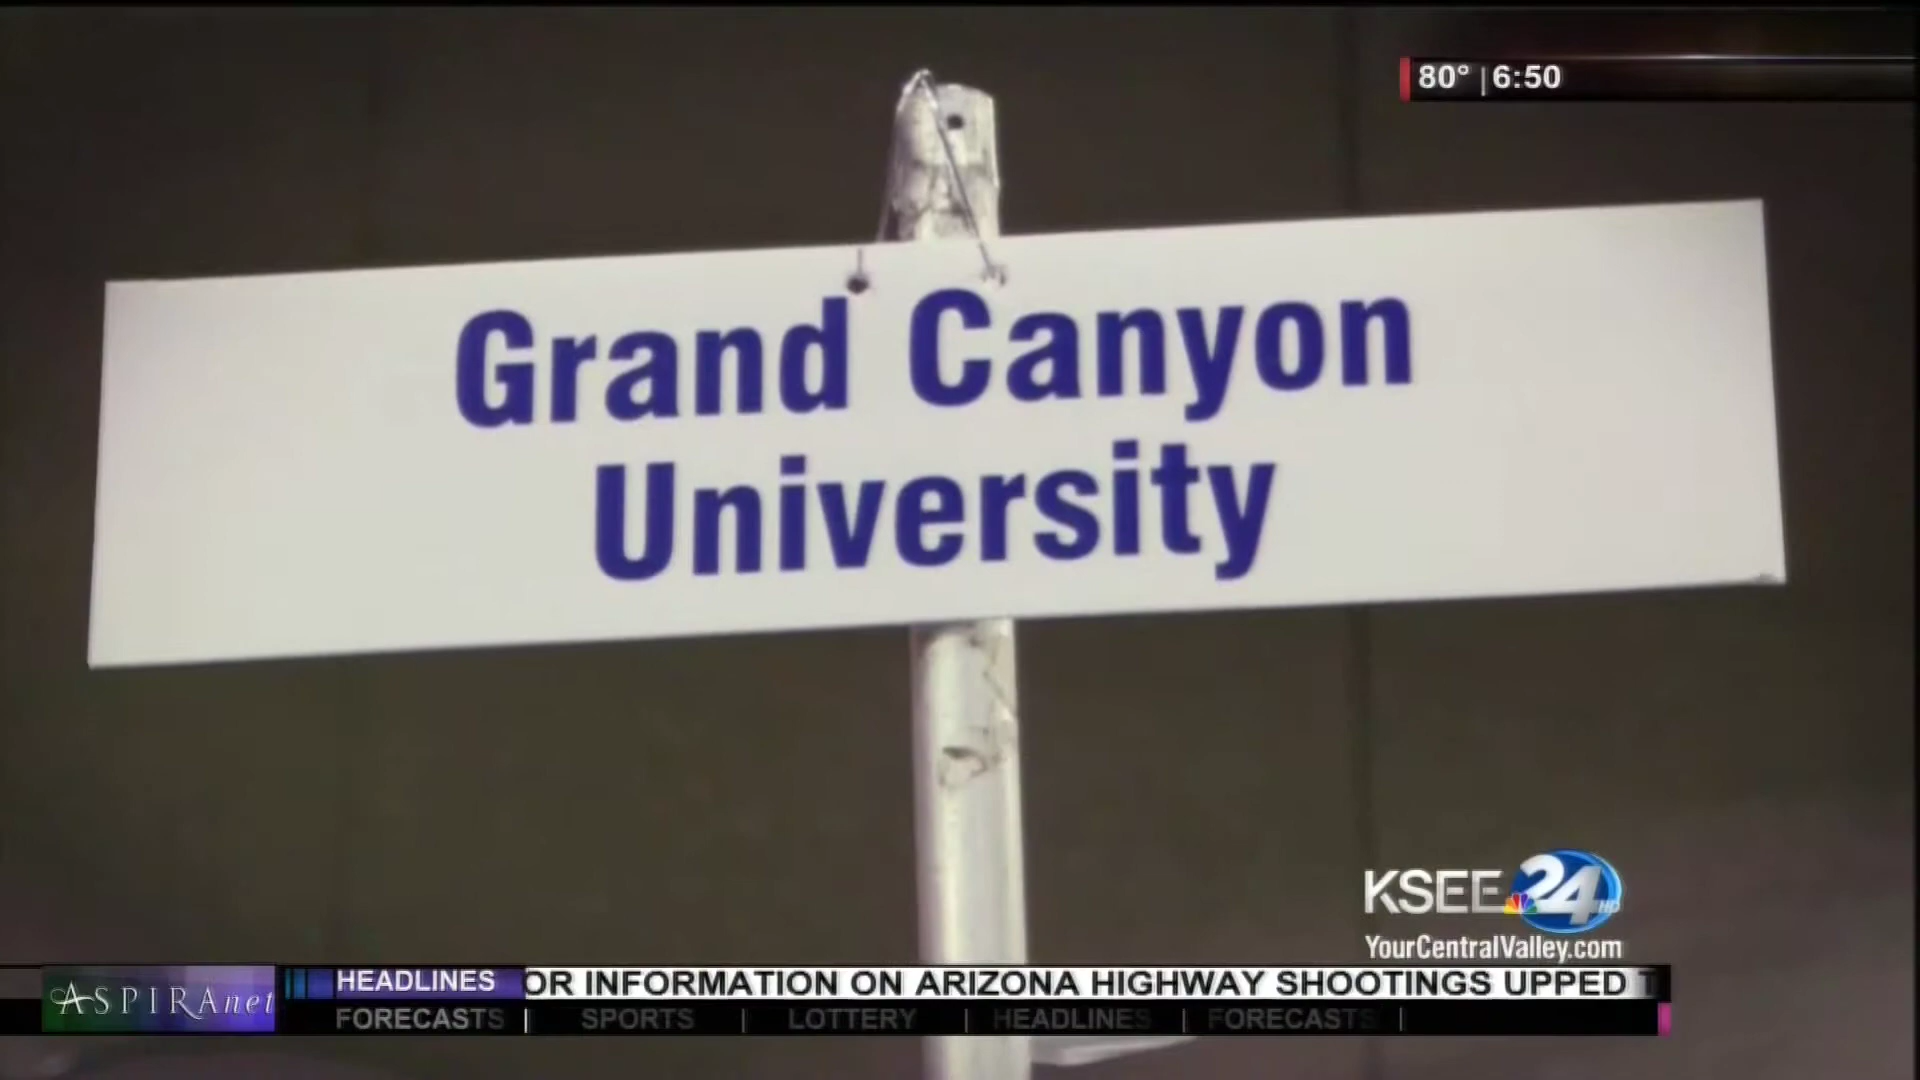 80° | 6:50
Grand Canyon
University
KSEE 24 HD
YourCentralValley.com
ASPIRAnet
HEADLINES OR INFORMATION ON ARIZONA HIGHWAY SHOOTINGS UPPED T
FORECASTS | SPORTS | LOTTERY | HEADLINES | FORECASTS |